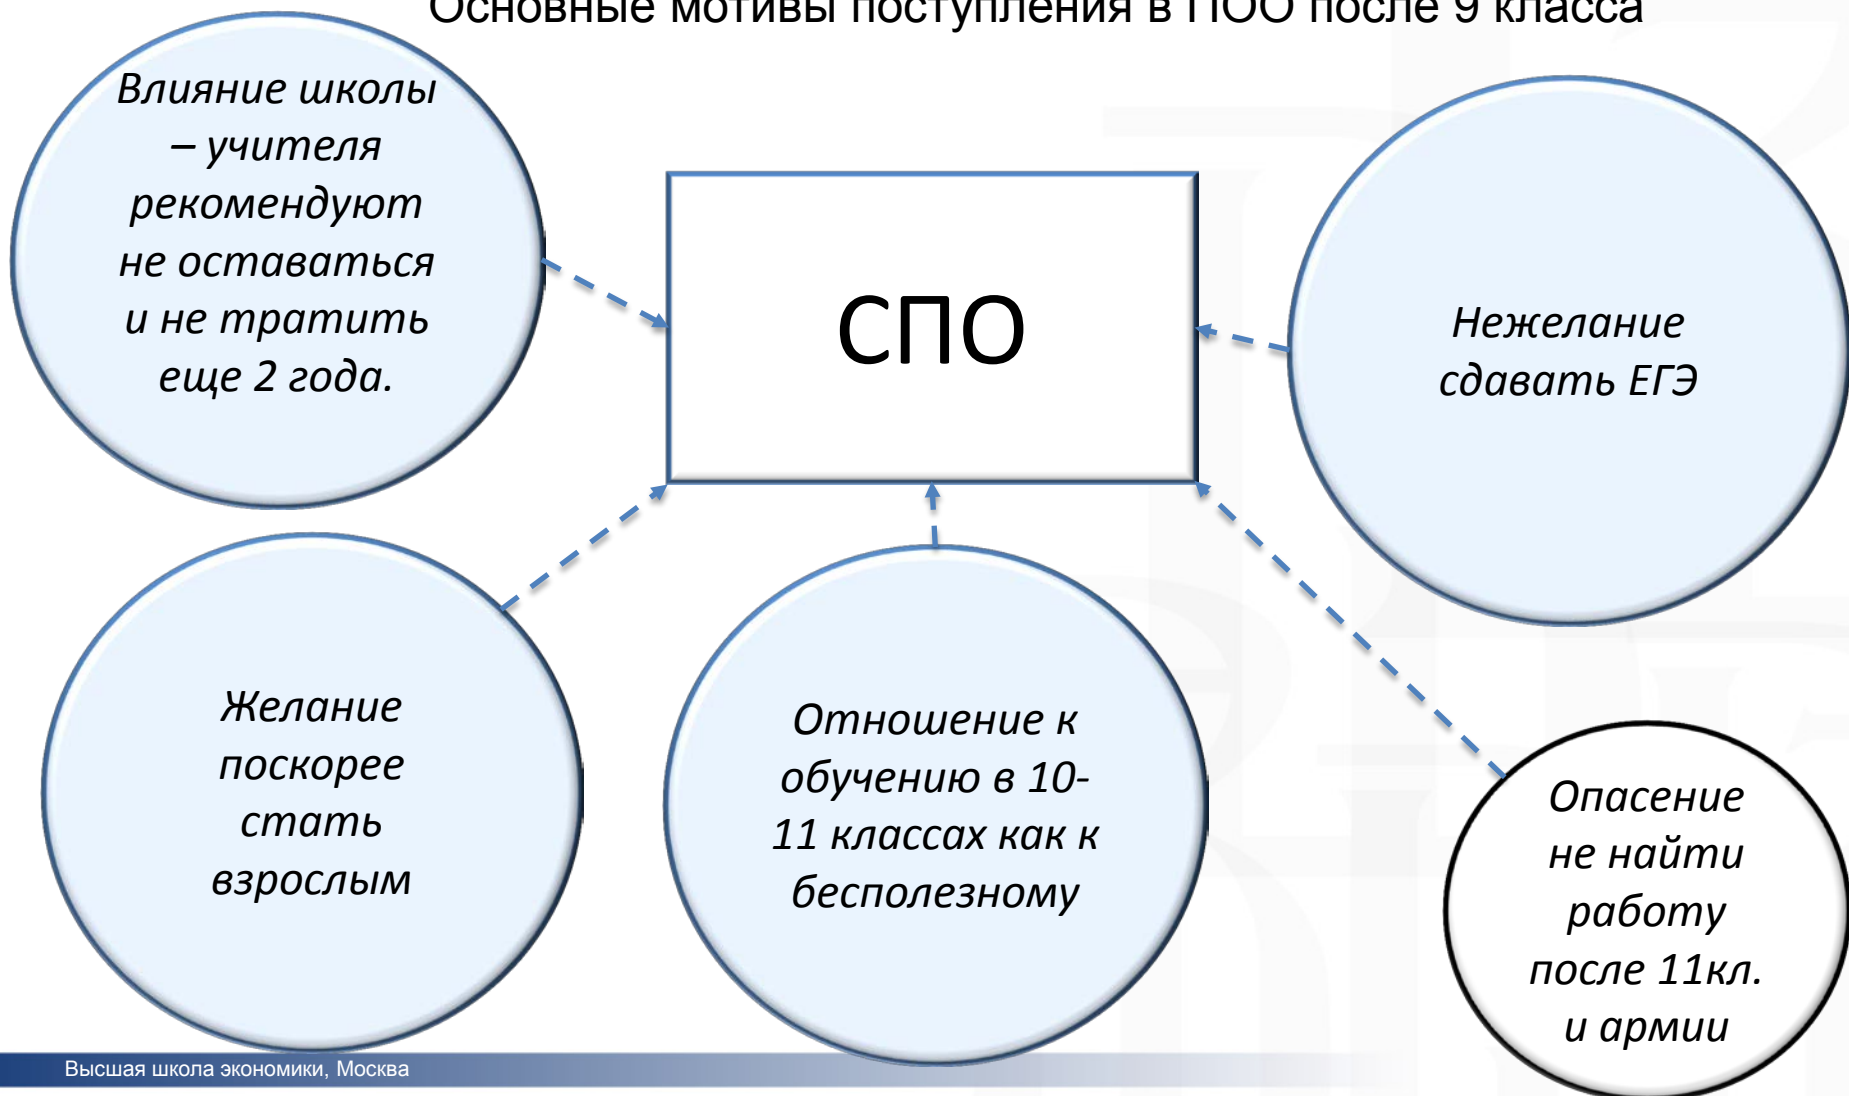 Основные мотивы поступления в ПОО после 9 класса
Влияние школы
– учителя
рекомендуют
не оставаться
и не тратить
еще 2 года.
СПО
Нежелание
сдавать ЕГЭ
Желание
поскорее
стать
взрослым
Отношение к
обучению в 10-
11 классах как к
бесполезному
Опасение
не найти
работу
после 11кл.
и армии
Высшая школа экономики, Москва